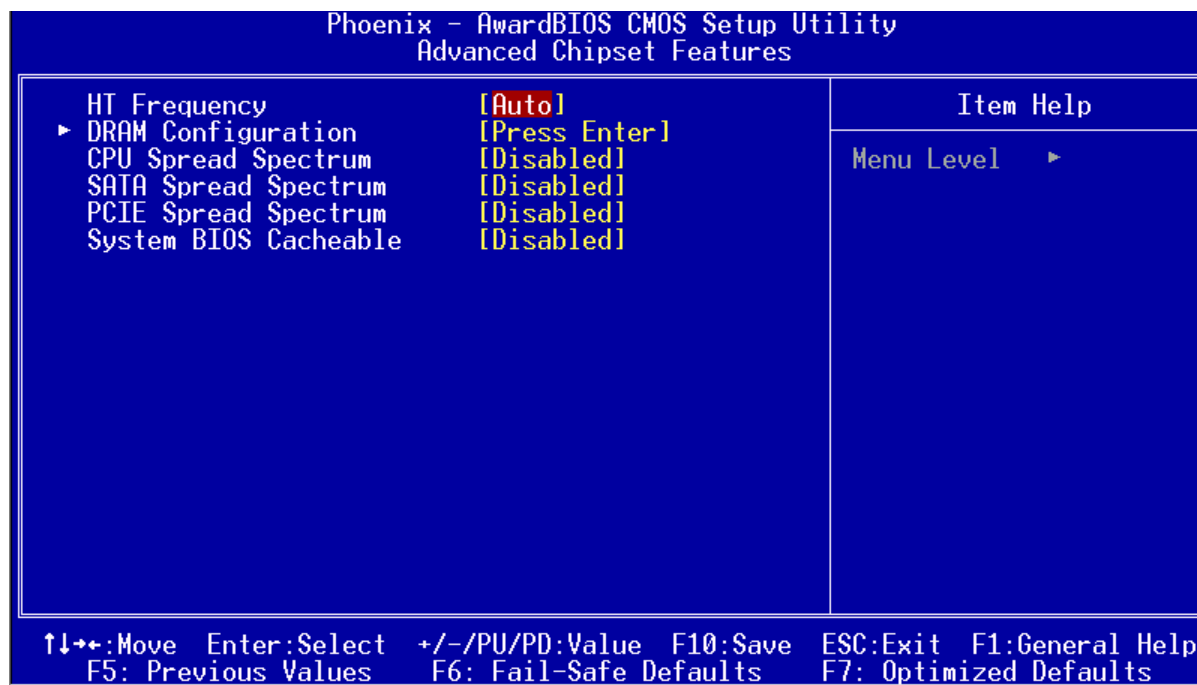 Phoenix - AwardBIOS CMOS Setup Utility
Advanced Chipset Features
HT Frequency [Auto]
► DRAM Configuration [Press Enter]
CPU Spread Spectrum [Disabled]
SATA Spread Spectrum [Disabled]
PCIE Spread Spectrum [Disabled]
System BIOS Cacheable [Disabled]
Item Help
Menu Level ►
↑↓→←:Move Enter:Select +/-/PU/PD:Value F10:Save ESC:Exit F1:General Help
F5: Previous Values F6: Fail-Safe Defaults F7: Optimized Defaults